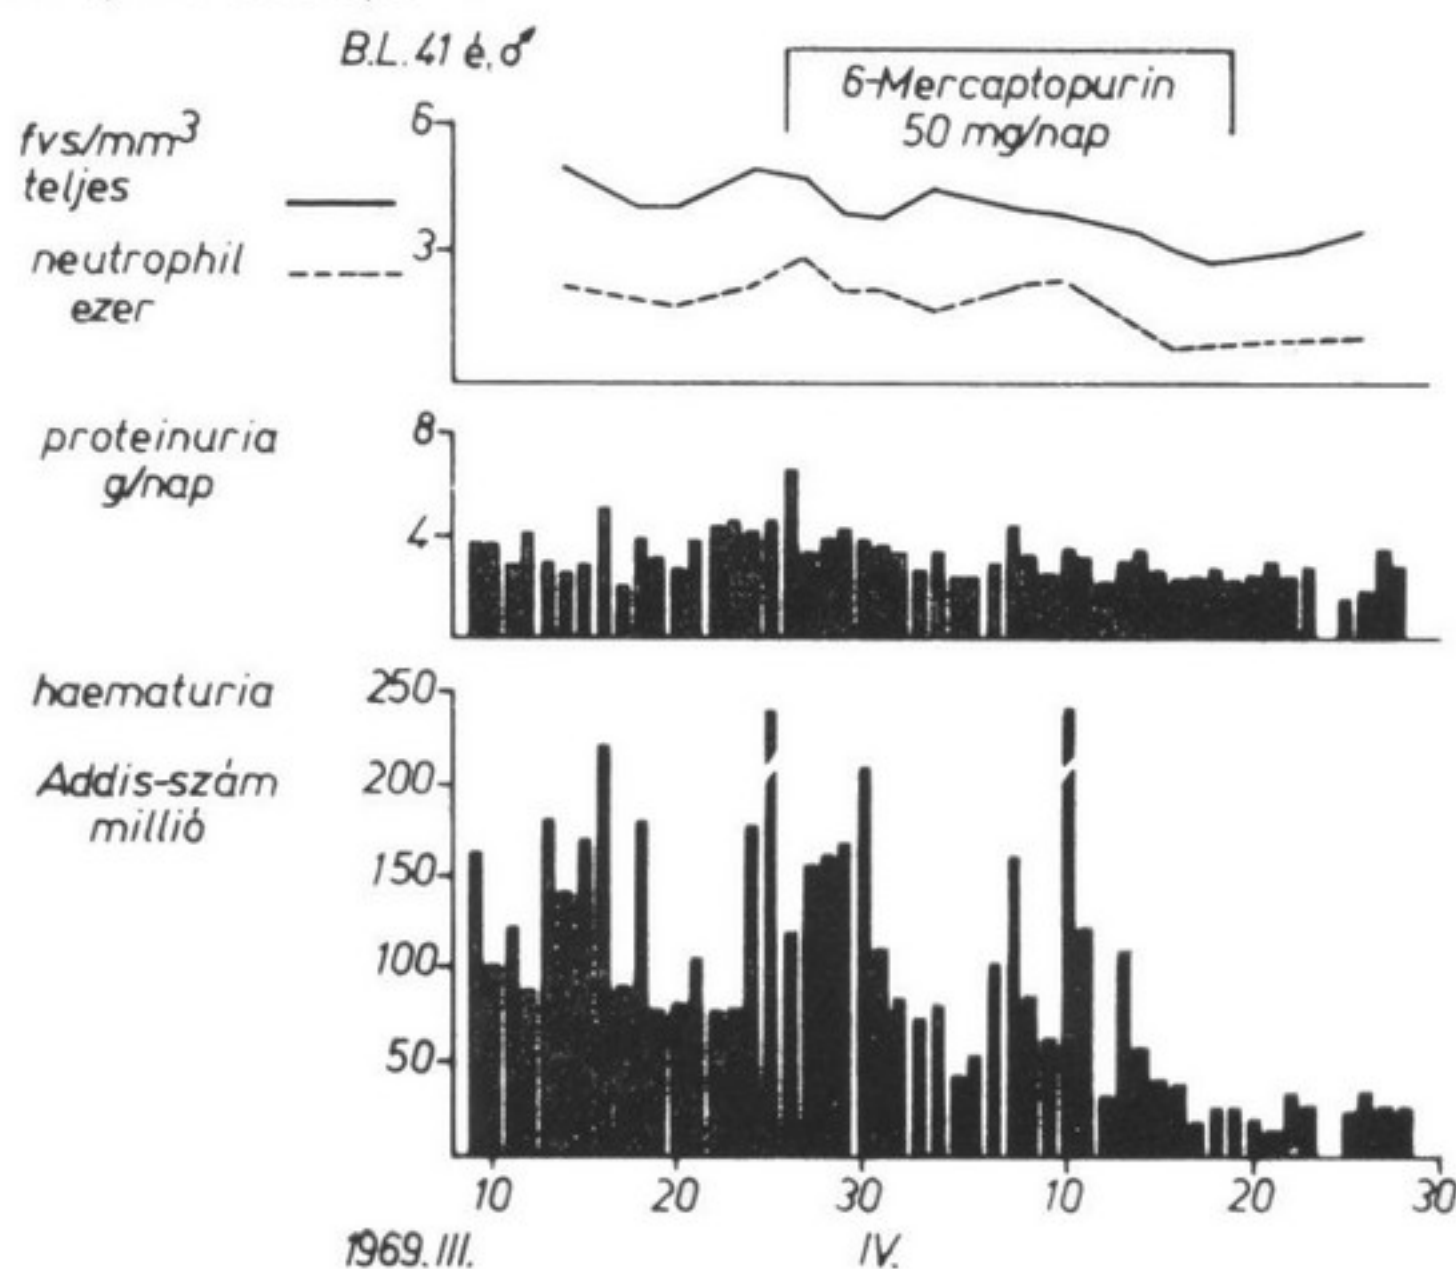 B.L. 41 é, ♂
6-Mercaptopurin
50 mg/nap
fvs/mm³
teljes
neutrophil
ezer
6
3
proteinuria
g/nap
8
4
haematuria
Addis-szám
millió
250
200
150
100
50
10 20 30 10 20 30
1969. III. IV.